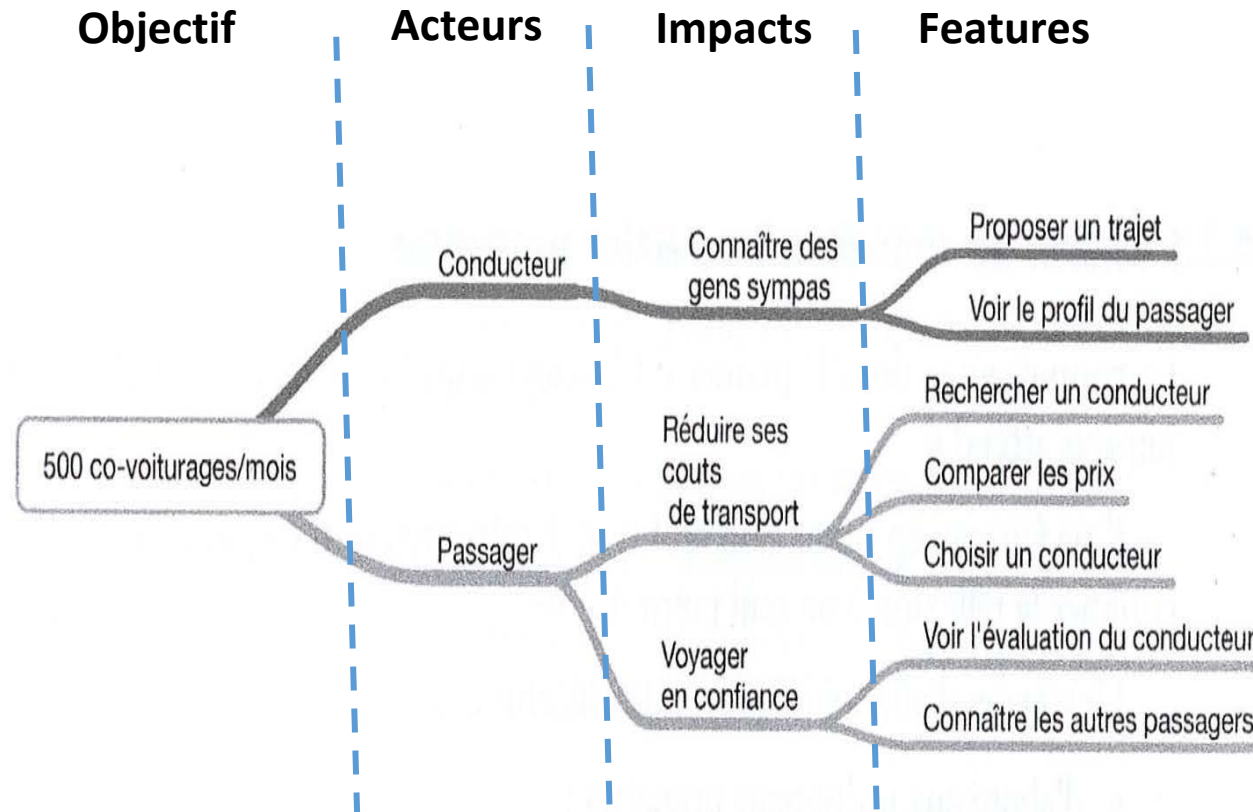 Objectif
Acteurs
Impacts
Features
500 co-voiturages/mois
Conducteur
Connaître des
gens sympas
Proposer un trajet
Voir le profil du passager
Passager
Réduire ses
couts
de transport
Rechercher un conducteur
Comparer les prix
Choisir un conducteur
Voyager
en confiance
Voir l'évaluation du conducteur
Connaître les autres passagers